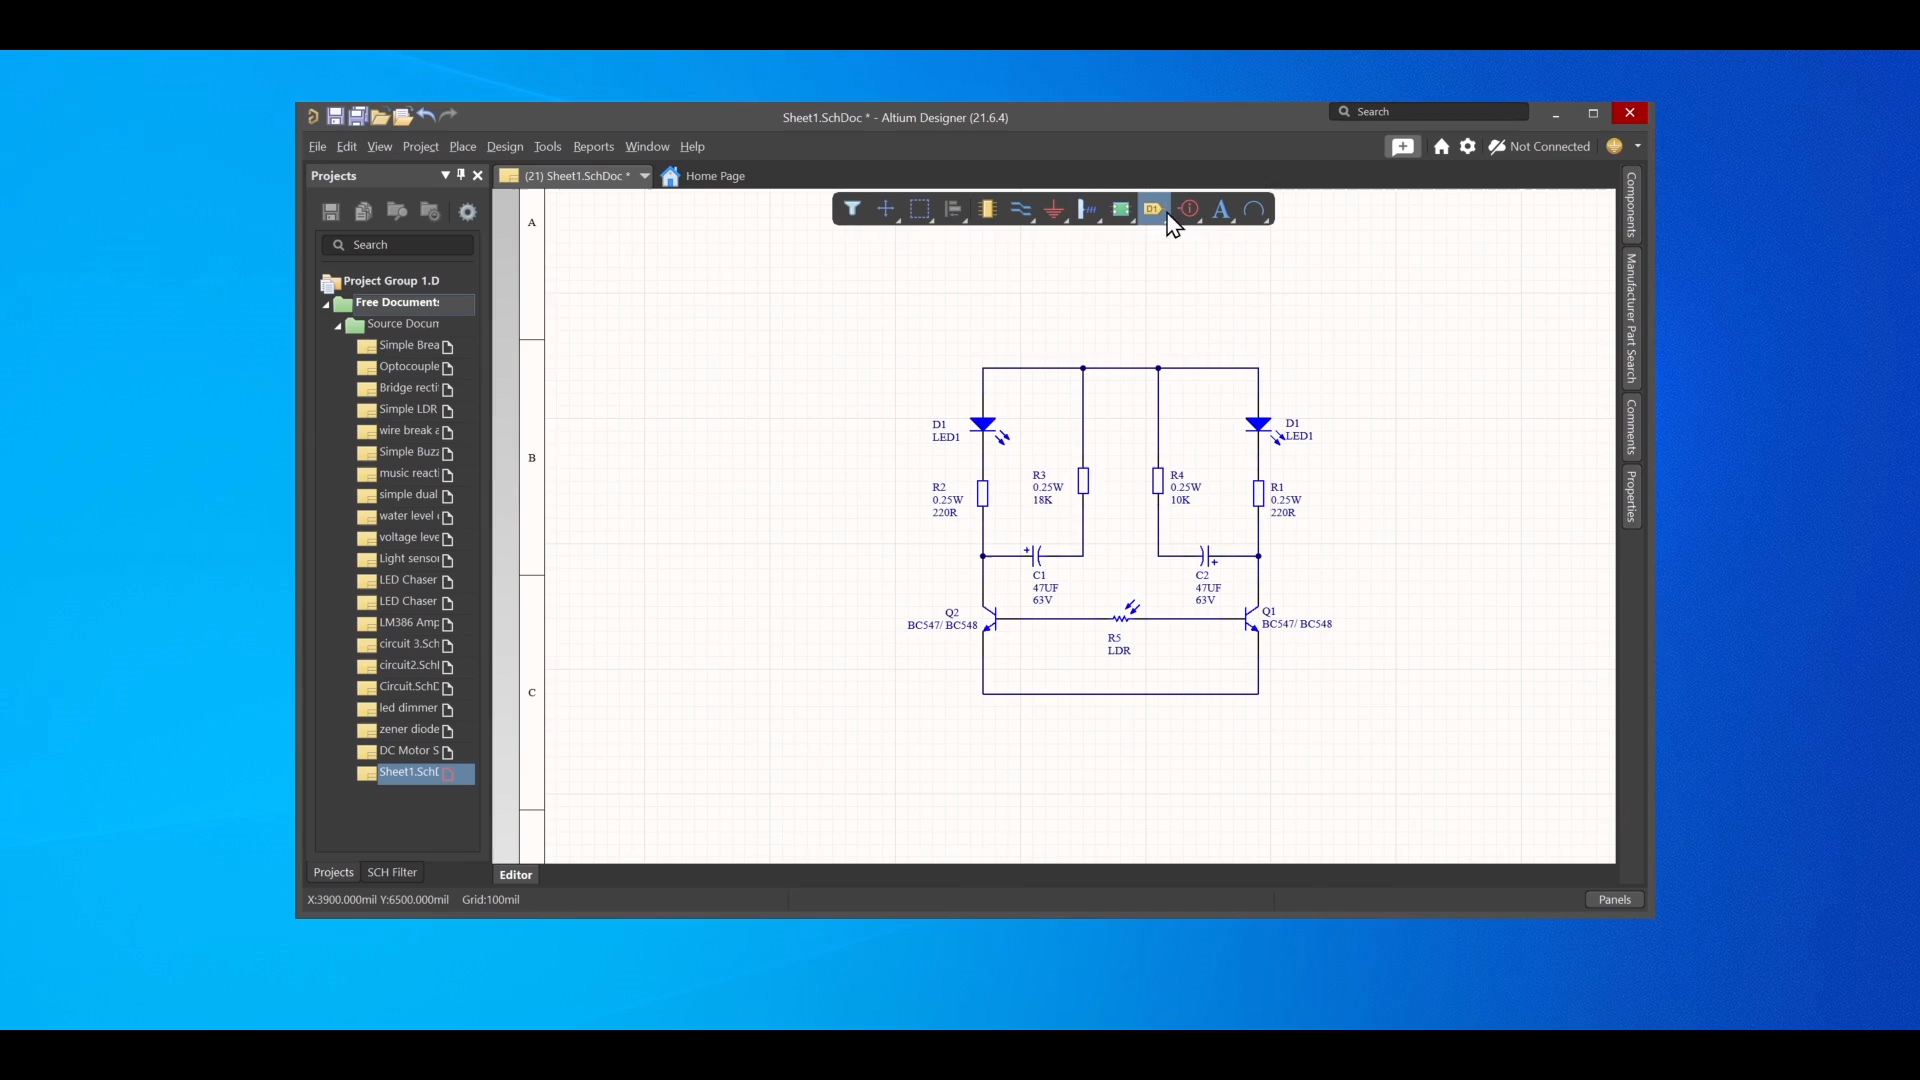 Sheet1.SchDoc * - Altium Designer (21.6.4)
Search
File Edit View Project Place Design Tools Reports Window Help
Not Connected
Projects
(21) Sheet1.SchDoc *
Home Page
Search
Project Group 1.D
Free Documents
Source Docum
Simple Brea
Optocouple
Bridge recti
Simple LDR
wire break a
Simple Buzz
music reacti
simple dual
water level
voltage leve
Light senso
LED Chaser
LED Chaser
LM386 Amp
circuit 3.Sch
circuit2.Schl
Circuit.SchD
led dimmer
zener diode
DC Motor S
Sheet1.SchD
Projects
SCH Filter
A
B
C
D1
D1
LED1
D1
LED1
R2
0.25W
220R
R3
0.25W
18K
R4
0.25W
10K
R1
0.25W
220R
+
C1
47UF
63V
+
C2
47UF
63V
Q2
BC547/ BC548
R5
LDR
Q1
BC547/ BC548
Components
Manufacturer Part Search
Comments
Properties
Editor
X:3900.000mil Y:6500.000mil Grid:100mil
Panels